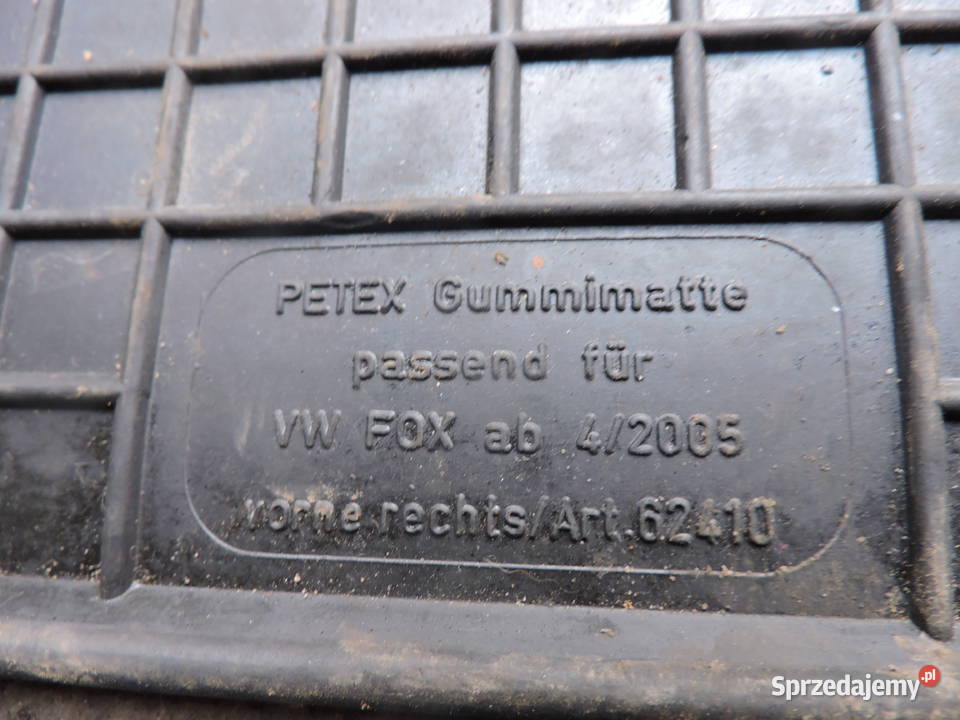 PETEX Gummimatte
passend für
VW FOX ab 4/2005
vorne rechts/Art.62410
Sprzedajemy.pl